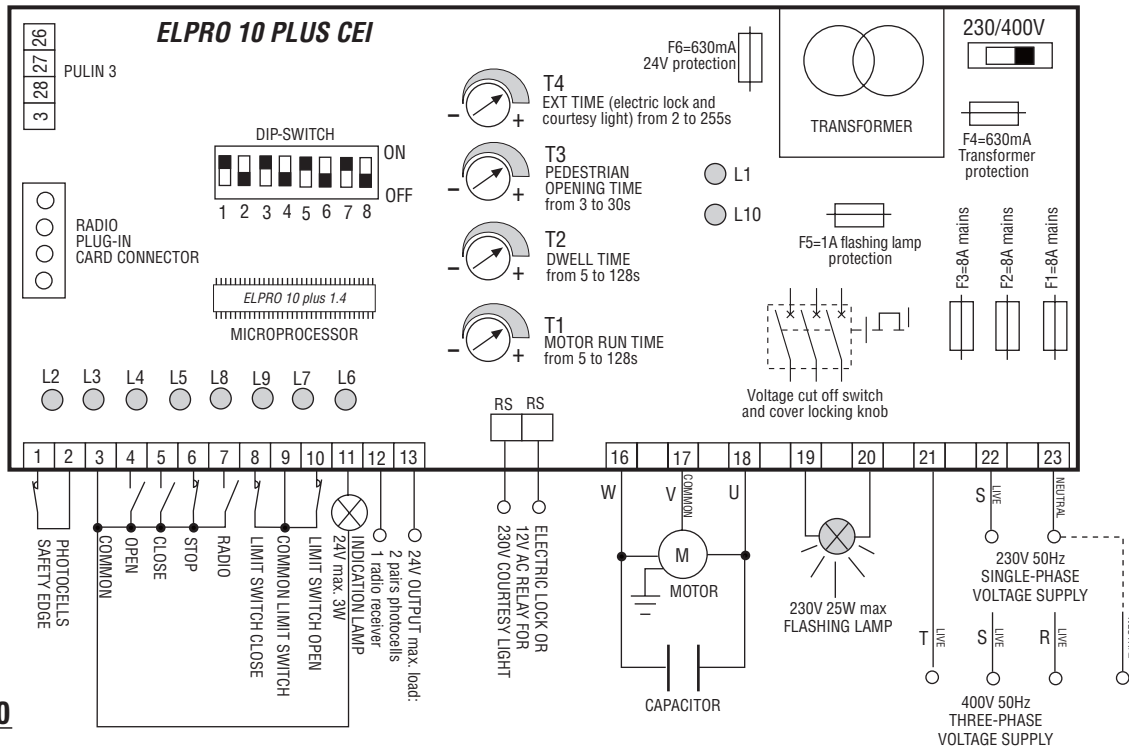 ELPRO 10 PLUS CEI
26
27
28
3
PULIN 3
DIP-SWITCH
ON
OFF
1 2 3 4 5 6 7 8
RADIO
PLUG-IN
CARD CONNECTOR
ELPRO 10 plus 1.4
MICROPROCESSOR
T4
EXT TIME (electric lock and
courtesy light) from 2 to 255s
- +
T3
PEDESTRIAN
OPENING TIME
from 3 to 30s
- +
T2
DWELL TIME
from 5 to 128s
- +
T1
MOTOR RUN TIME
from 5 to 128s
- +
F6=630mA
24V protection
TRANSFORMER
230/400V
F4=630mA
Transformer
protection
L1
L10
F5=1A flashing lamp
protection
F3=8A mains
F2=8A mains
F1=8A mains
Voltage cut off switch
and cover locking knob
L2 L3 L4 L5 L8 L9 L7 L6
RS RS
1 2 3 4 5 6 7 8 9 10 11 12 13
16 17 18 19 20 21 22 23
PHOTOCELLS
SAFETY EDGE
COMMON
OPEN
CLOSE
STOP
RADIO
LIMIT SWITCH CLOSE
COMMON LIMIT SWITCH
LIMIT SWITCH OPEN
INDICATION LAMP
24V max. 3W
24V OUTPUT max. load:
2 pairs photocells
1 radio receiver
ELECTRIC LOCK OR
12V AC RELAY FOR
230V COURTESY LIGHT
W
V
COMMON
U
M
MOTOR
CAPACITOR
230V 25W max
FLASHING LAMP
S
LIVE
NEUTRAL
230V 50Hz
SINGLE-PHASE
VOLTAGE SUPPLY
T
LIVE
S
LIVE
R
LIVE
400V 50Hz
THREE-PHASE
VOLTAGE SUPPLY
0